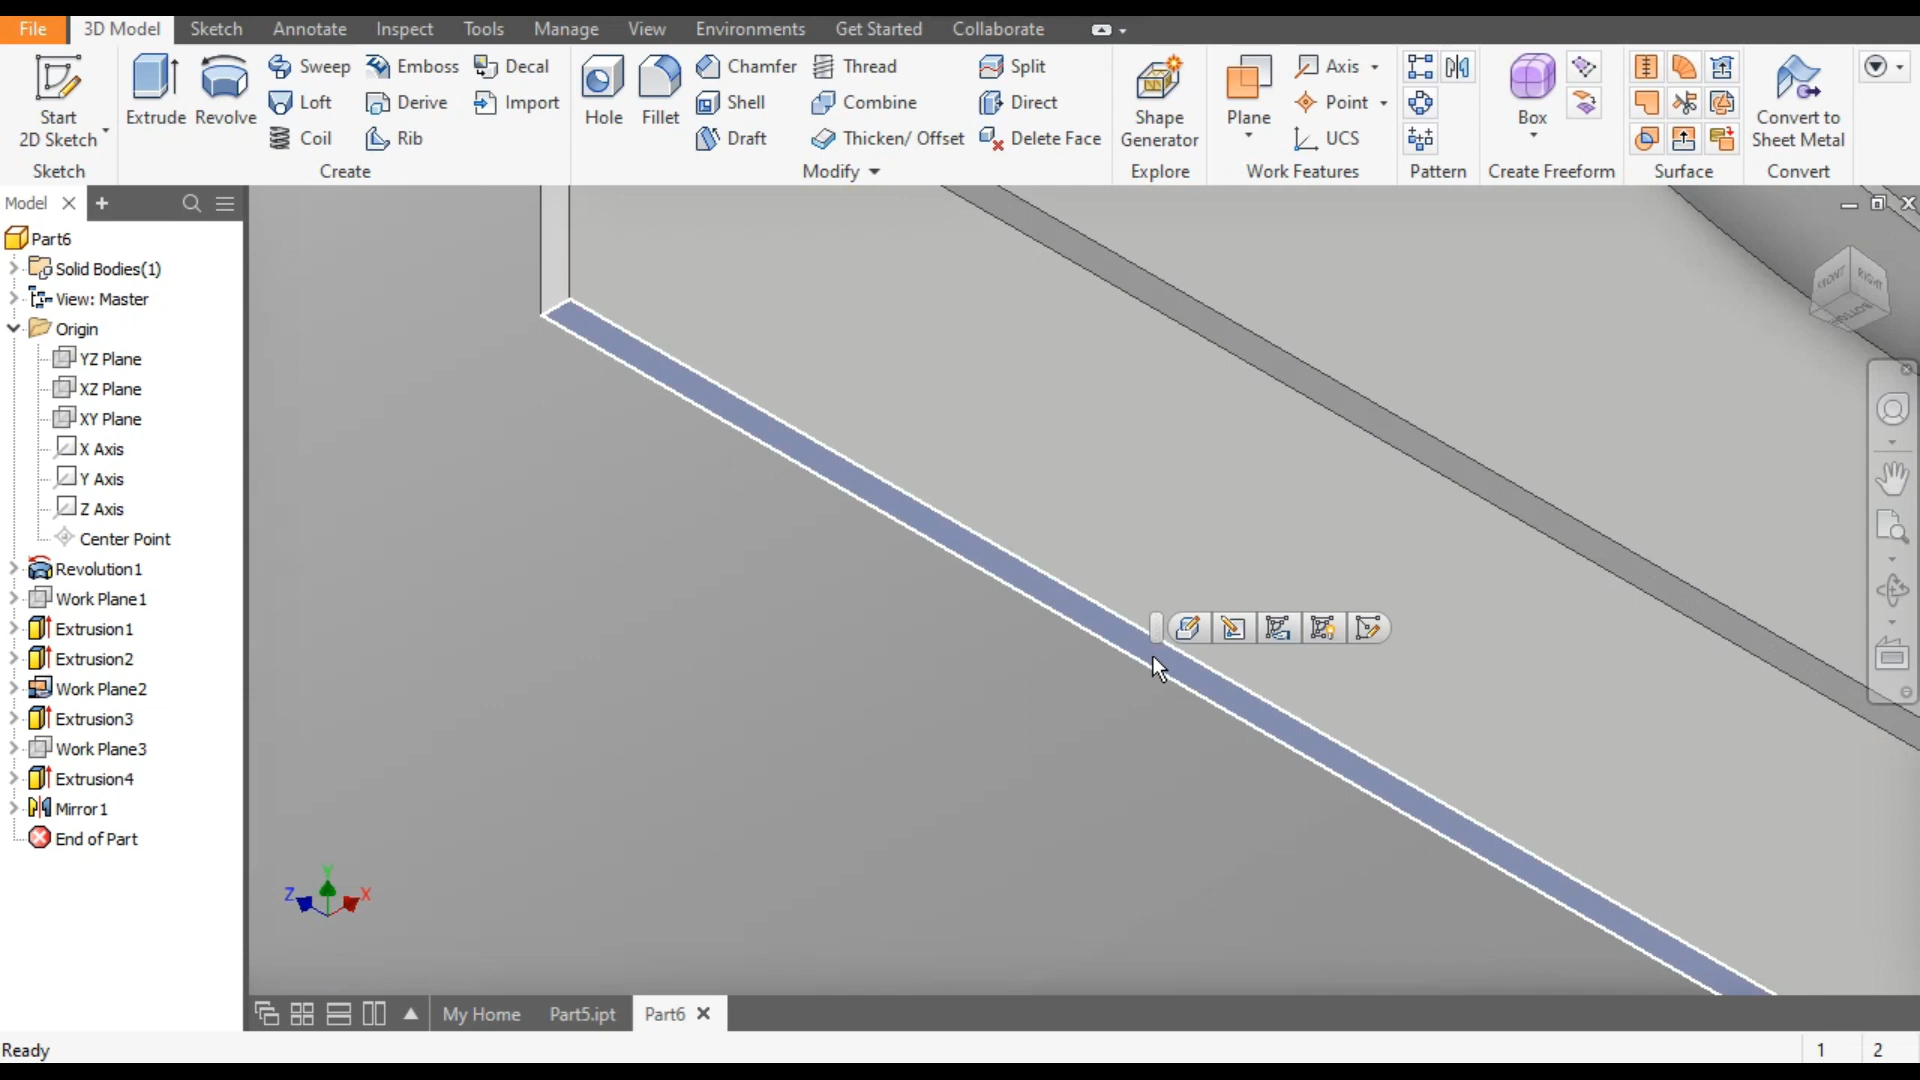 File 3D Model Sketch Annotate Inspect Tools Manage View Environments Get Started Collaborate
Start
2D Sketch
Sketch
Extrude
Revolve
Sweep
Loft
Coil
Emboss
Derive
Rib
Decal
Import
Create
Hole
Fillet
Chamfer
Shell
Draft
Thread
Combine
Thicken/ Offset
Split
Direct
Delete Face
Modify
Shape
Generator
Explore
Plane
Axis
Point
UCS
Work Features
Pattern
Box
Create Freeform
Surface
Convert to
Sheet Metal
Convert
Model
Part6
Solid Bodies(1)
View: Master
Origin
YZ Plane
XZ Plane
XY Plane
X Axis
Y Axis
Z Axis
Center Point
Revolution1
Work Plane1
Extrusion1
Extrusion2
Work Plane2
Extrusion3
Work Plane3
Extrusion4
Mirror1
End of Part
FRONT RIGHT
BOTTOM
Y
Z X
My Home Part5.ipt Part6
Ready 1 2